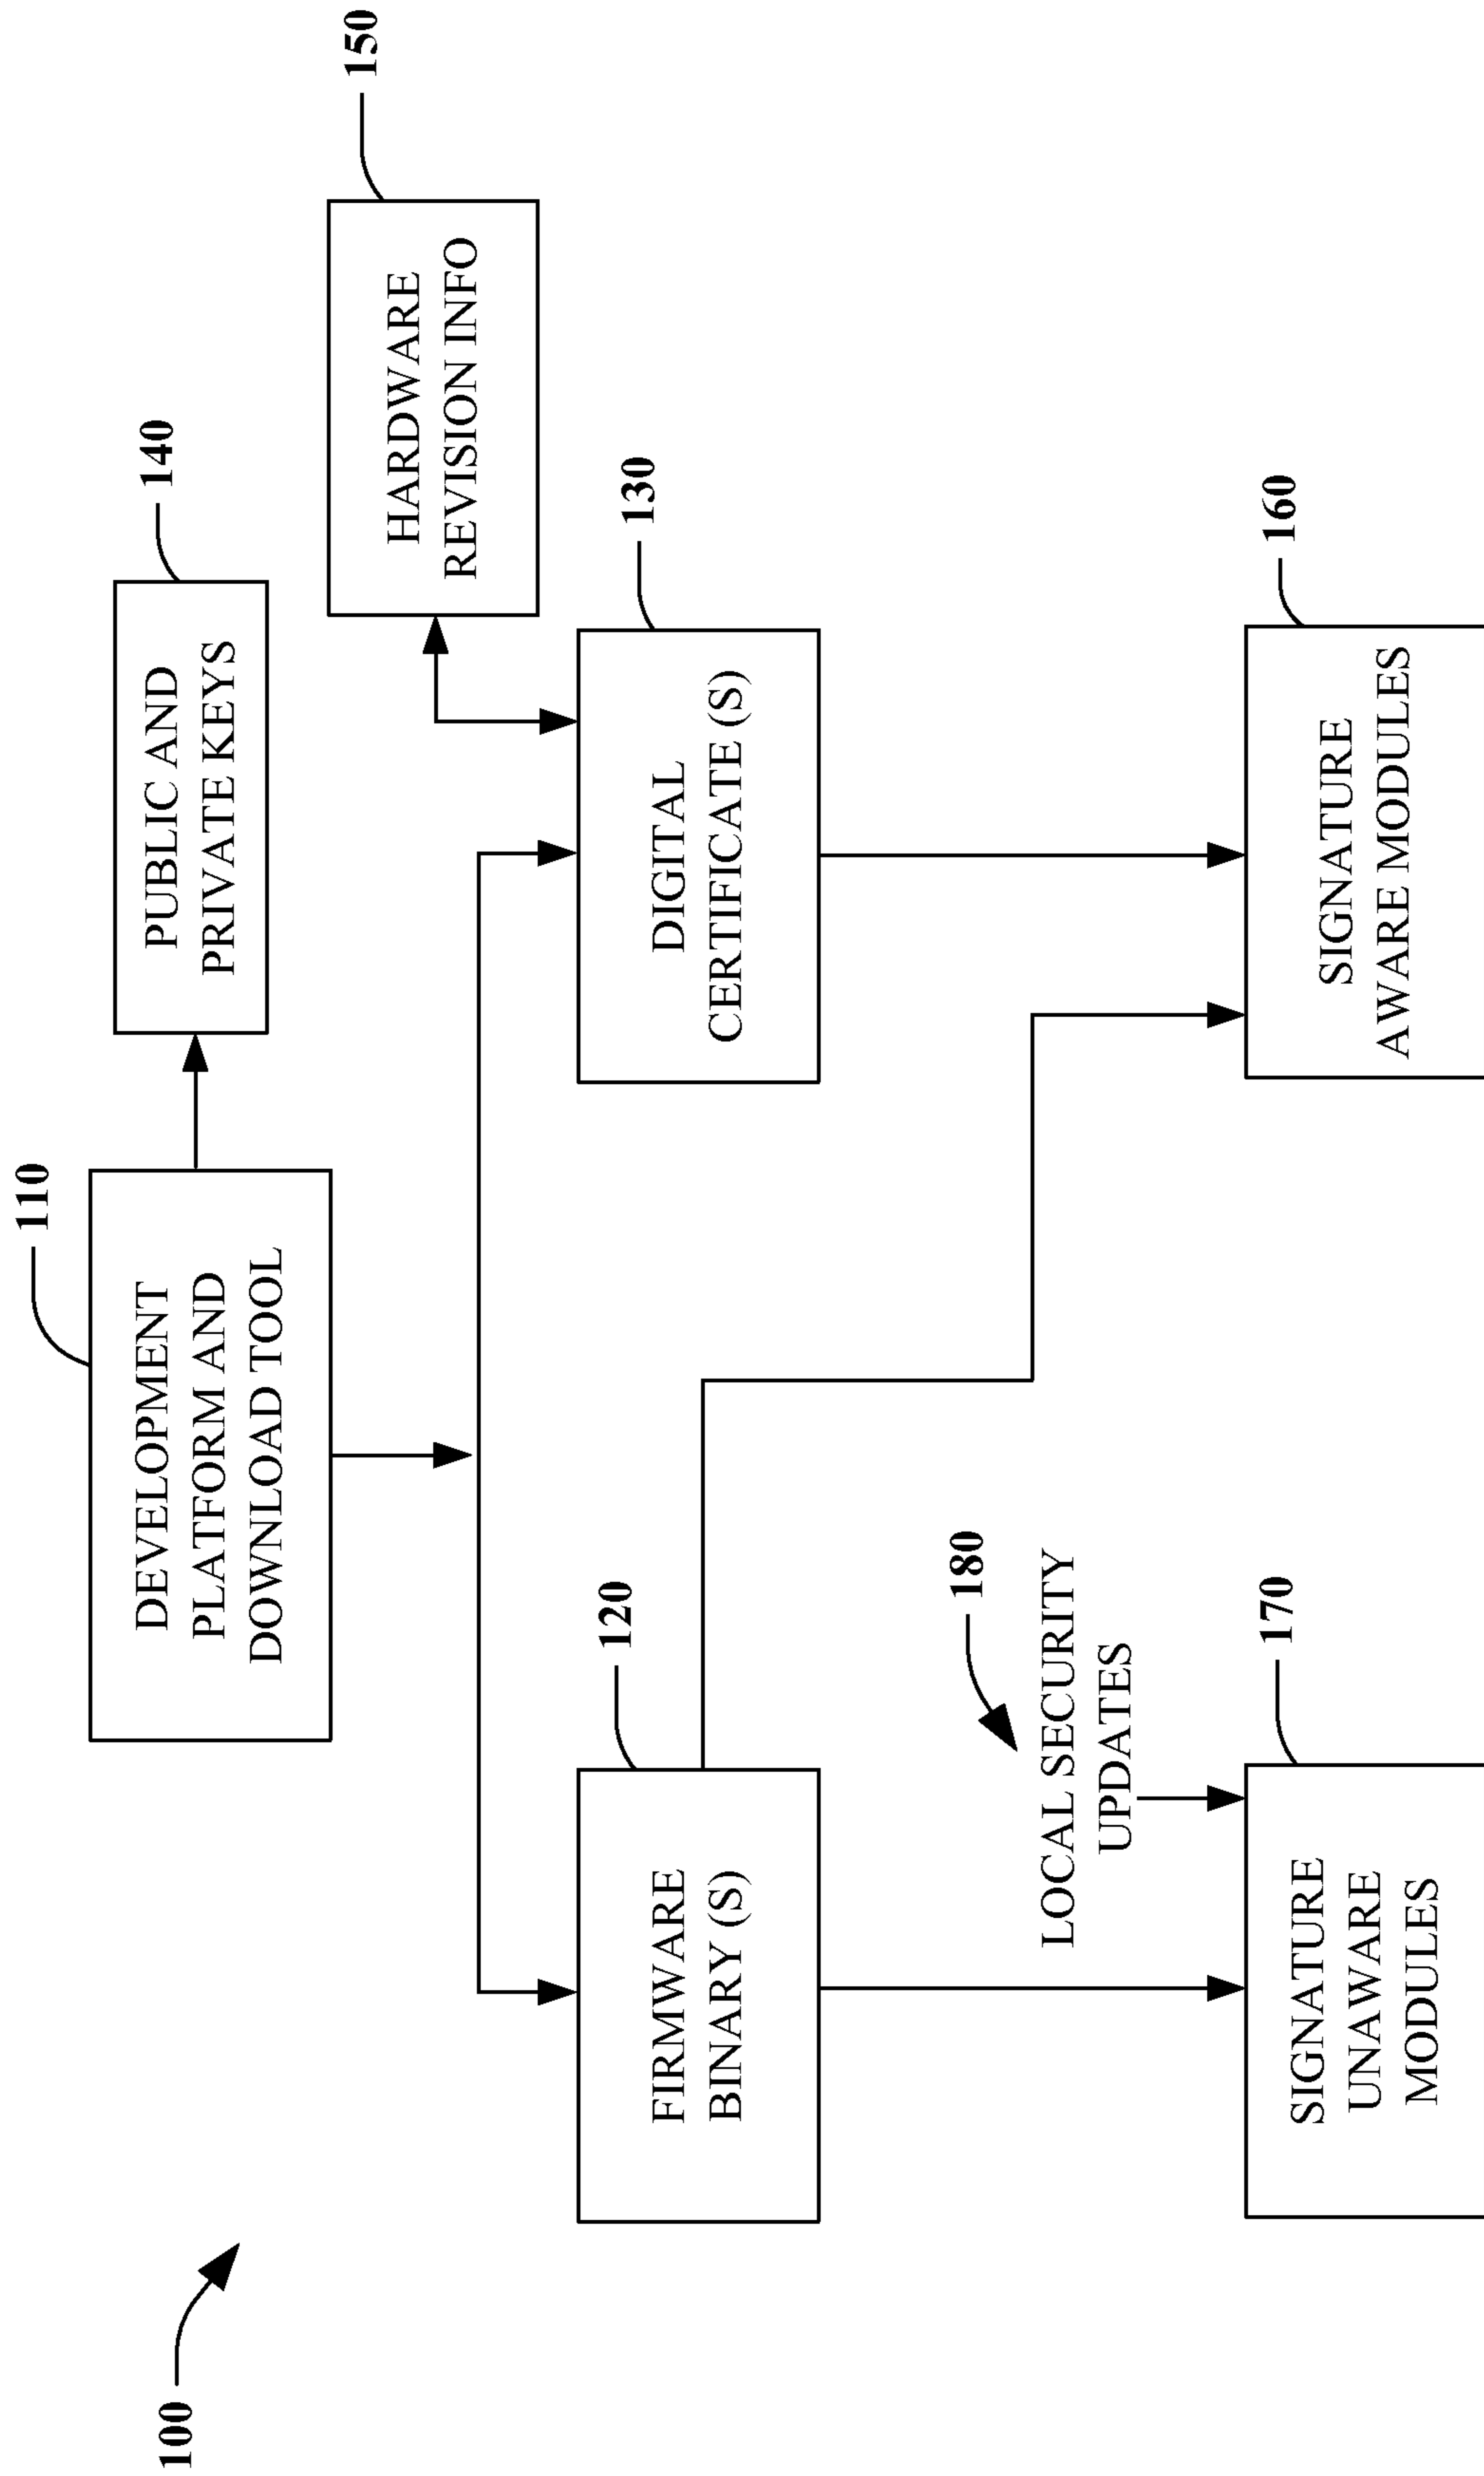 100
110
DEVELOPMENT
PLATFORM AND
DOWNLOAD TOOL
140
PUBLIC AND
PRIVATE KEYS
150
HARDWARE
REVISION INFO
120
FIRMWARE
BINARY (S)
130
DIGITAL
CERTIFICATE (S)
180
LOCAL SECURITY
UPDATES
170
SIGNATURE
UNAWARE
MODULES
160
SIGNATURE
AWARE MODULES